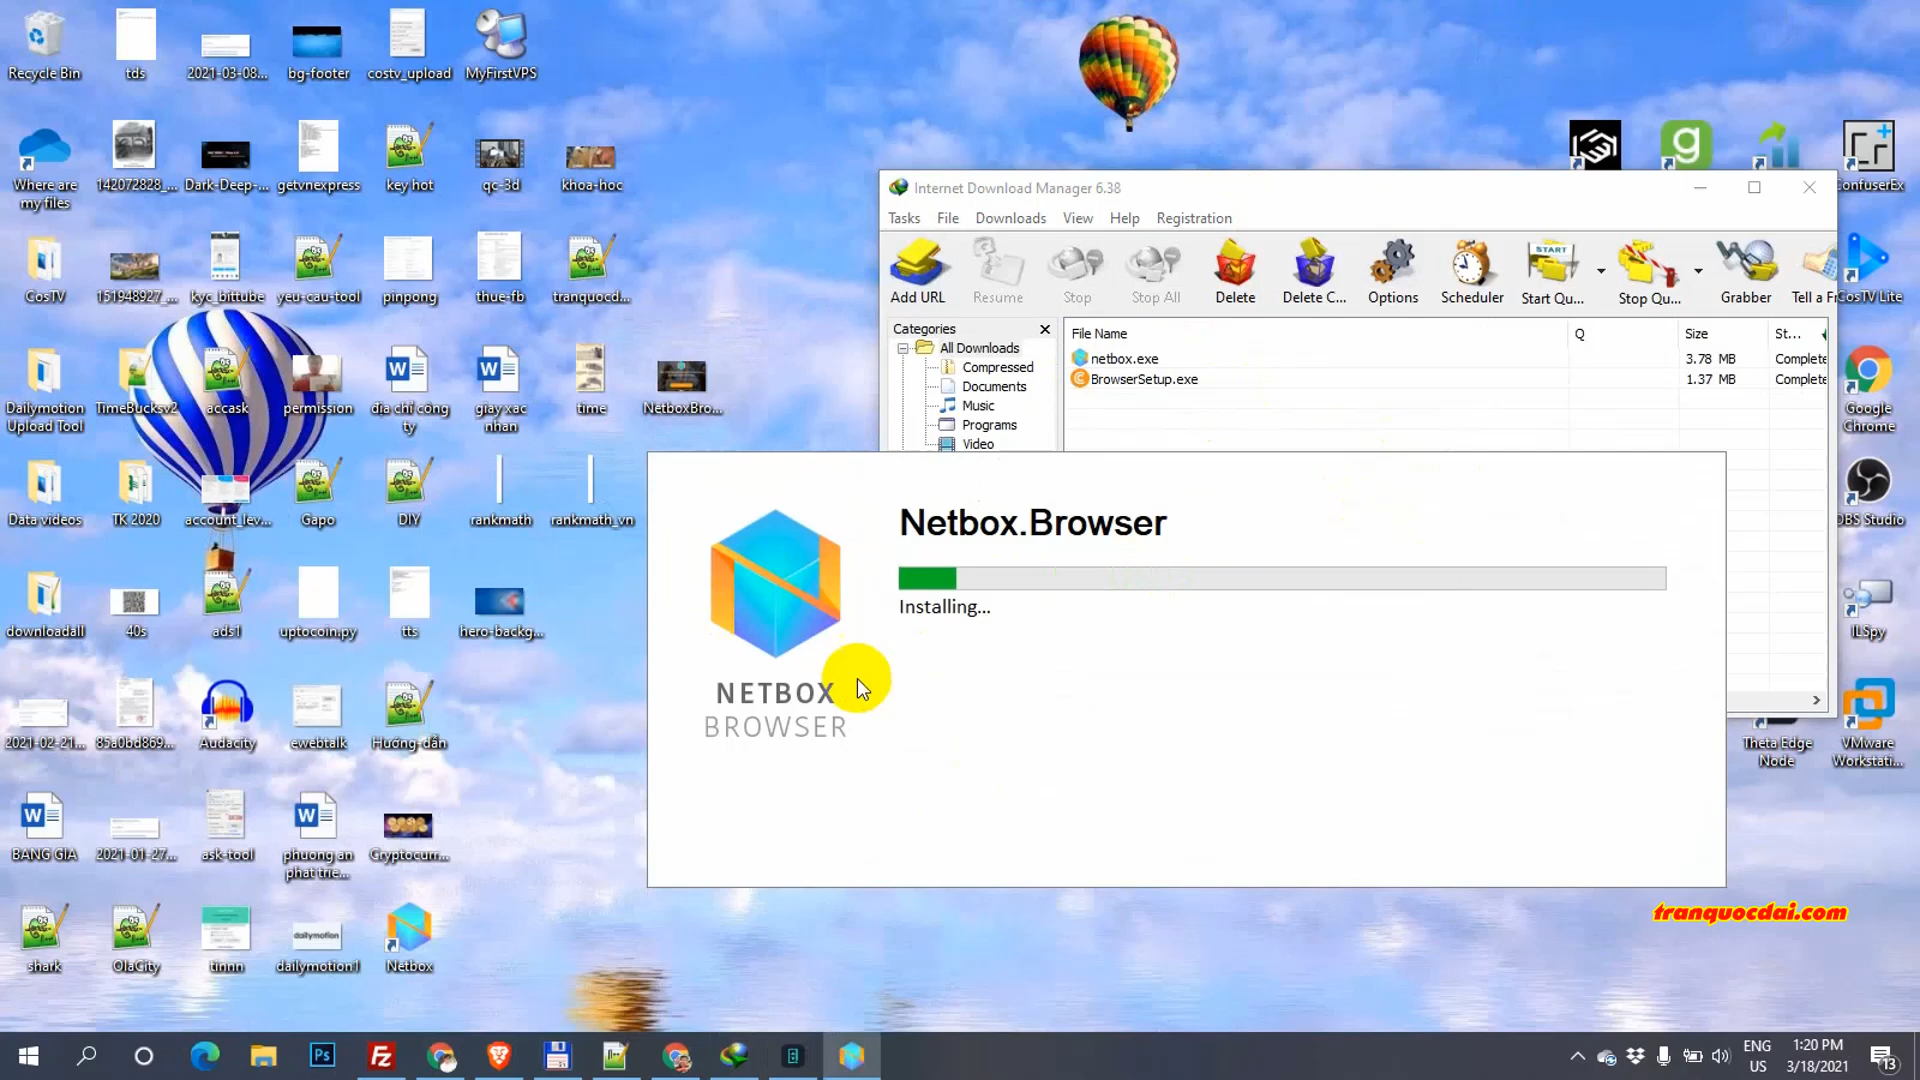 Recycle Bin
tds
2021-03-08...
bg-footer
costv_upload
MyFirstVPS
Where are my files
142072828_...
Dark-Deep-...
getvnexpress
key hot
qc-3d
khoa-hoc
ConfuserEx
CosTV
151948927_...
kyc_bittube
yeu-cau-tool
pinpong
thue-fb
tranquocd...
Internet Download Manager 6.38
Tasks File Downloads View Help Registration
Add URL
Resume
Stop
Stop All
Delete
Delete C...
Options
Scheduler
START
Start Qu...
Stop Qu...
Grabber
Tell a Fr
CosTV Lite
Categories
All Downloads
Compressed
Documents
Music
Programs
Video
File Name Q Size St...
netbox.exe 3.78 MB Complete
BrowserSetup.exe 1.37 MB Complete
Dailymotion Upload Tool
TimeBucksv2
accask
permission
địa chỉ công ty
giay xac nhan
time
NetboxBro...
Google Chrome
Data videos
TK 2020
account_lev...
Gapo
DIY
rankmath
rankmath_vn
OBS Studio
Netbox.Browser
Installing...
NETBOX
BROWSER
downloadall
40s
ads1
uptocoin.py
tts
hero-backg...
ILSpy
2021-02-21...
85a0bd869...
Audacity
ewebtalk
Hướng-dẫn
Theta Edge Node
VMware Workstati...
BANG GIA
2021-01-27...
ask-tool
phuong an phat trie...
Cryptocurr...
shark
OlaCity
tinnn
dailymotion
dailymotion1
Netbox
tranquocdai.com
ENG
US
1:20 PM
3/18/2021
13